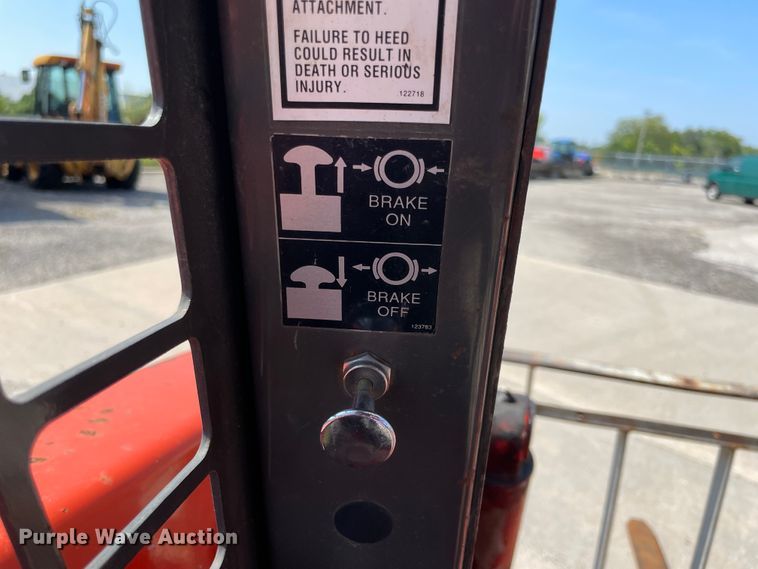 ATTACHMENT.
FAILURE TO HEED
COULD RESULT IN
DEATH OR SERIOUS
INJURY.
122718
BRAKE
ON
BRAKE
OFF
123783
Purple Wave Auction